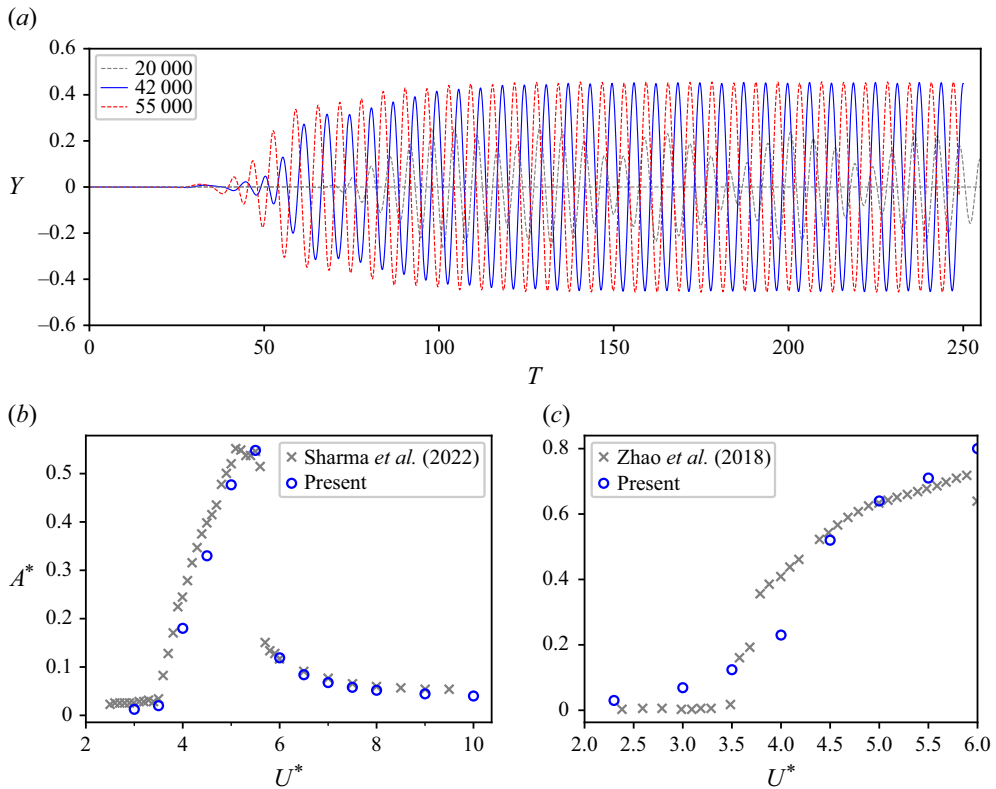 (a)
0.6
0.4
0.2
0
–0.2
–0.4
–0.6
Y
20 000
42 000
55 000
0 50 100 150 200 250
T
(b)
0.5
0.4
0.3
0.2
0.1
0
A*
Sharma et al. (2022)
Present
2 4 6 8 10
U*
(c)
0.8
0.6
0.4
0.2
0
Zhao et al. (2018)
Present
2.0 2.5 3.0 3.5 4.0 4.5 5.0 5.5 6.0
U*